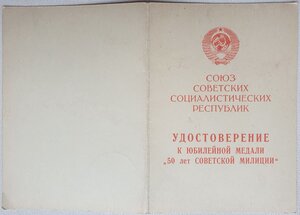 СОЮЗ
СОВЕТСКИХ
СОЦИАЛИСТИЧЕСКИХ
РЕСПУБЛИК
УДОСТОВЕРЕНИЕ
К ЮБИЛЕЙНОЙ МЕДАЛИ
„50 лет СОВЕТСКОЙ МИЛИЦИИ“